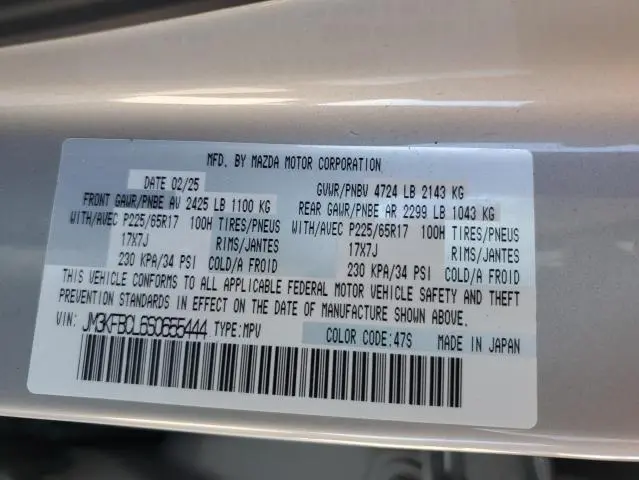 MFD. BY MAZDA MOTOR CORPORATION
DATE 02/25 GVWR/PNBV 4724 LB 2143 KG
FRONT GAWR/PNBE AV 2425 LB 1100 KG REAR GAWR/PNBE AR 2299 LB 1043 KG
WITH/AVEC P225/65R17 100H TIRES/PNEUS WITH/AVEC P225/65R17 100H TIRES/PNEUS
17X7J RIMS/JANTES 17X7J RIMS/JANTES
230 KPA/34 PSI COLD/A FROID 230 KPA/34 PSI COLD/A FROID
THIS VEHICLE CONFORMS TO ALL APPLICABLE FEDERAL MOTOR VEHICLE SAFETY AND THEFT
PREVENTION STANDARDS IN EFFECT ON THE DATE OF MANUFACTURE SHOWN ABOVE.
VIN: JM3KFBCL6S0655444 TYPE:MPV COLOR CODE:47S MADE IN JAPAN